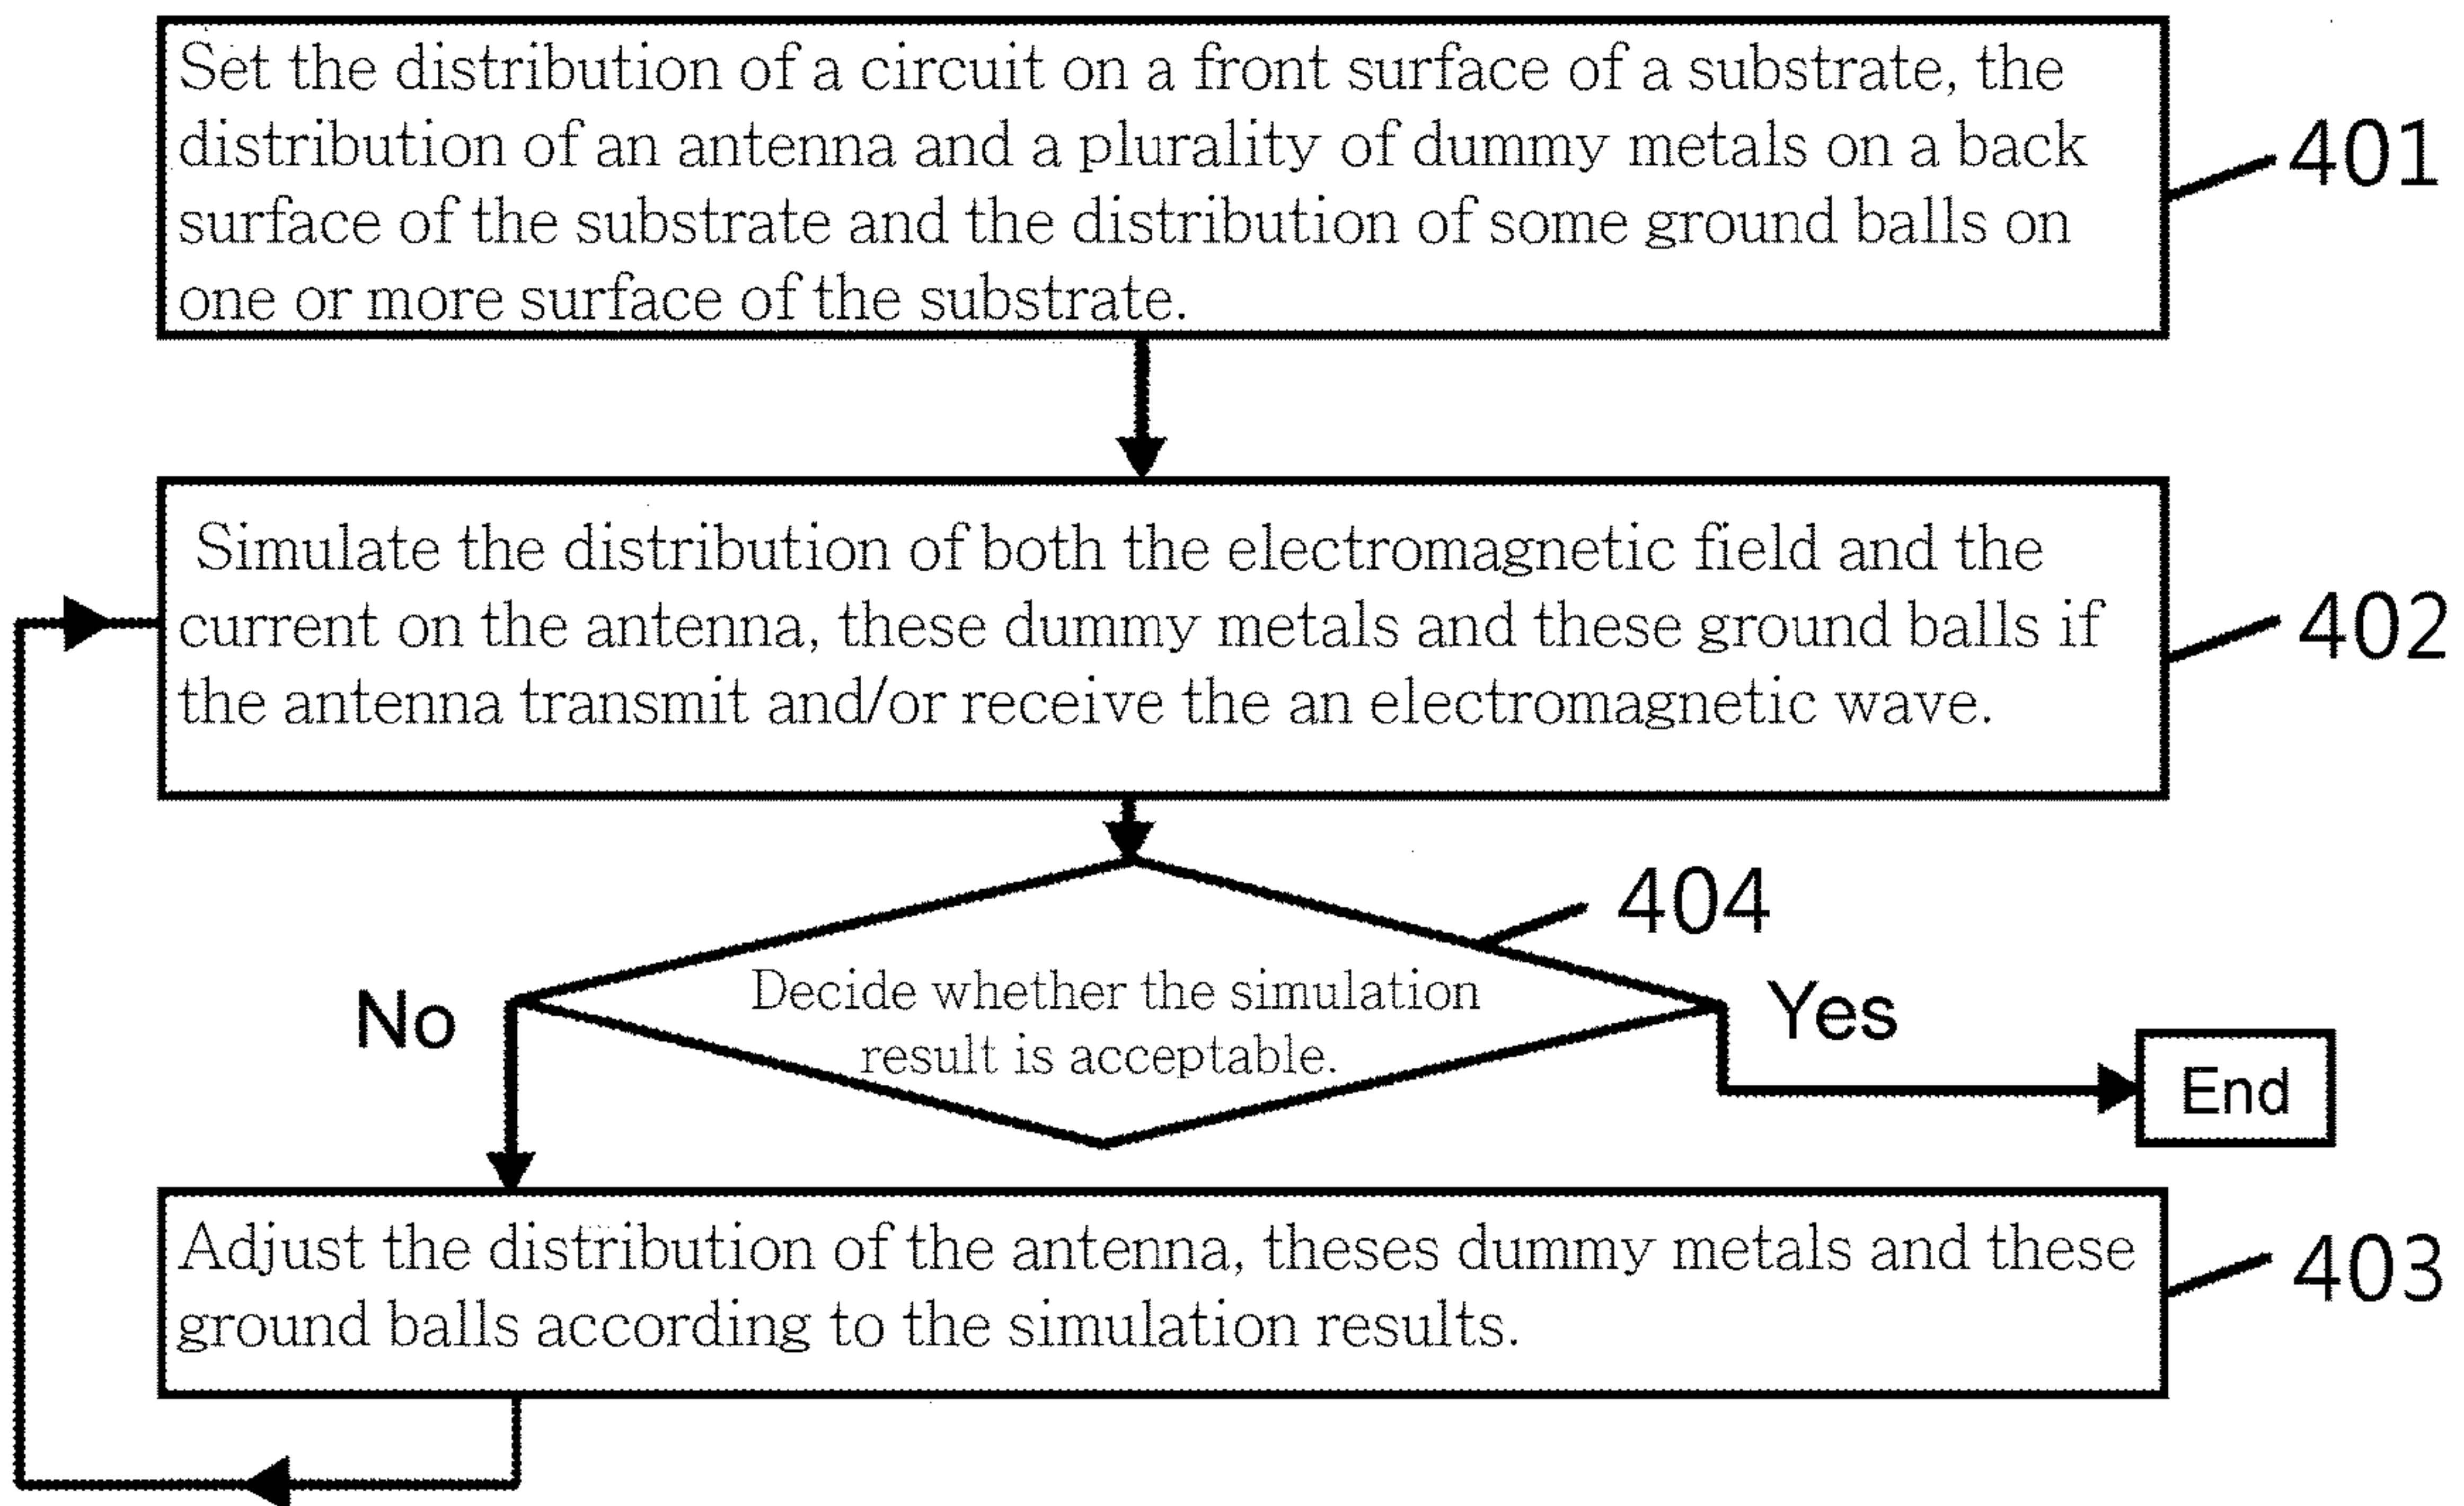 Set the distribution of a circuit on a front surface of a substrate, the
distribution of an antenna and a plurality of dummy metals on a back
surface of the substrate and the distribution of some ground balls on
one or more surface of the substrate.
401
Simulate the distribution of both the electromagnetic field and the
current on the antenna, these dummy metals and these ground balls if
the antenna transmit and/or receive the an electromagnetic wave.
402
404
Decide whether the simulation
result is acceptable.
No
Yes
End
Adjust the distribution of the antenna, theses dummy metals and these
ground balls according to the simulation results.
403